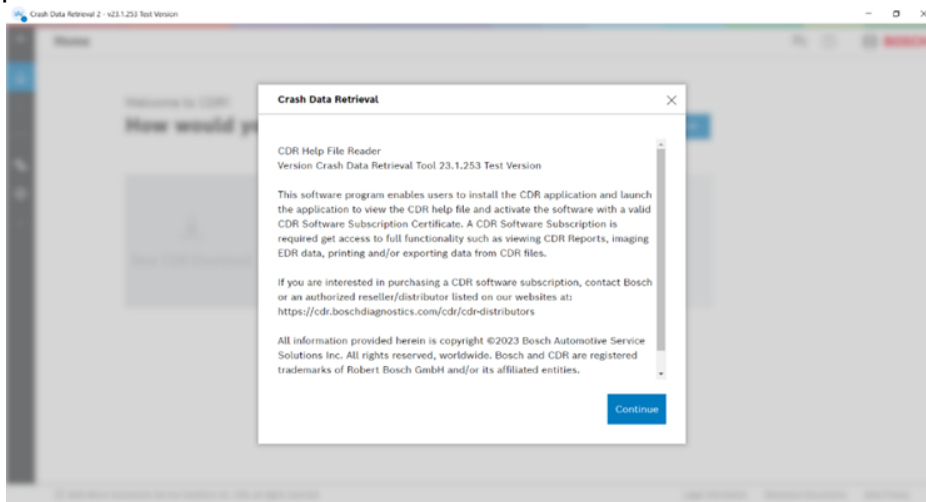 Crash Data Retrieval 2 - v23.1.253 Test Version
Home
Welcome to CDR!
How would yo
Crash Data Retrieval
CDR Help File Reader
Version Crash Data Retrieval Tool 23.1.253 Test Version
This software program enables users to install the CDR application and launch
the application to view the CDR help file and activate the software with a valid
CDR Software Subscription Certificate. A CDR Software Subscription is
required get access to full functionality such as viewing CDR Reports, imaging
EDR data, printing and/or exporting data from CDR files.
If you are interested in purchasing a CDR software subscription, contact Bosch
or an authorized reseller/distributor listed on our websites at:
https://cdr.boschdiagnostics.com/cdr/cdr-distributors
All information provided herein is copyright ©2023 Bosch Automotive Service
Solutions Inc. All rights reserved, worldwide. Bosch and CDR are registered
trademarks of Robert Bosch GmbH and/or its affiliated entities.
Continue